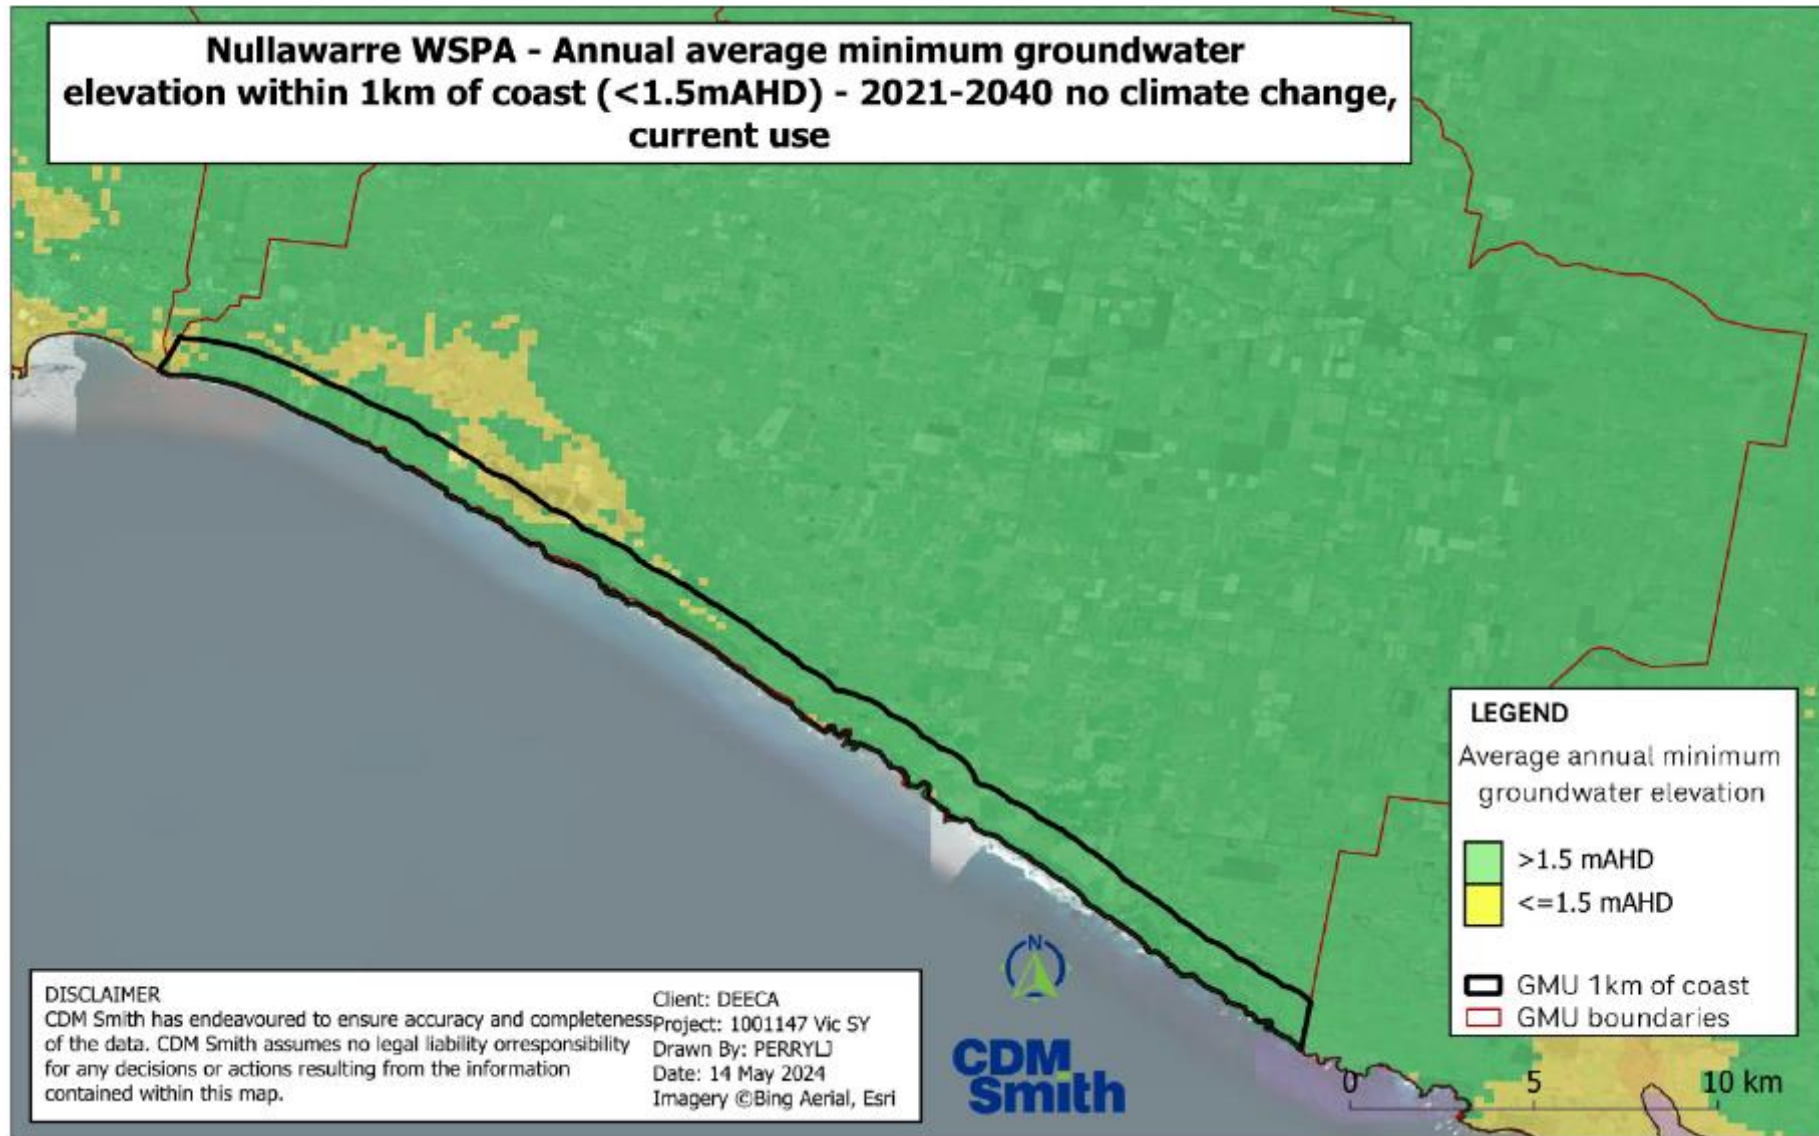 Nullawarre WSPA - Annual average minimum groundwater
elevation within 1km of coast (<1.5mAHD) - 2021-2040 no climate change,
current use
LEGEND
Average annual minimum
groundwater elevation
>1.5 mAHD
<=1.5 mAHD
GMU 1km of coast
GMU boundaries
DISCLAIMER
CDM Smith has endeavoured to ensure accuracy and completeness
of the data. CDM Smith assumes no legal liability orresponsibility
for any decisions or actions resulting from the information
contained within this map.
Client: DEECA
Project: 1001147 Vic SY
Drawn By: PERRYLJ
Date: 14 May 2024
Imagery ©Bing Aerial, Esri
N
CDM
Smith
0 5 10 km